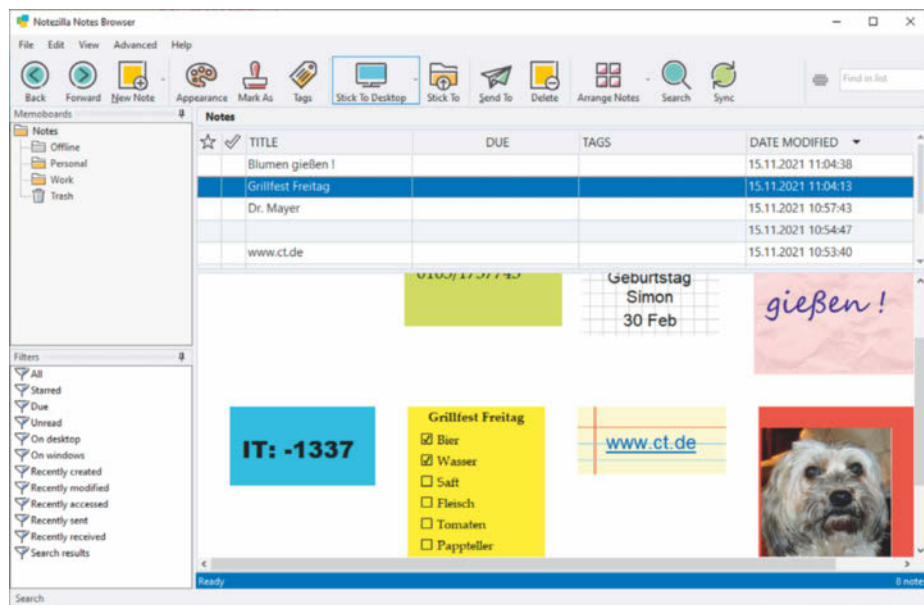 Notezilla Notes Browser
File Edit View Advanced Help
Back Forward New Note Appearance Mark As Tags Stick To Desktop Stick To Send To Delete Arrange Notes Search Sync Find in list
Memoboards
Notes
Offline
Personal
Work
Trash
Notes
TITLE DUE TAGS DATE MODIFIED
Blumen gießen ! 15.11.2021 11:04:38
Grillfest Freitag 15.11.2021 11:04:13
Dr. Mayer 15.11.2021 10:57:43
15.11.2021 10:54:47
www.ct.de 15.11.2021 10:53:40
Geburtstag
Simon
30 Feb
gießen !
Filters
All
Starred
Due
Unread
On desktop
On windows
Recently created
Recently modified
Recently accessed
Recently sent
Recently received
Search results
IT: -1337
Grillfest Freitag
Bier
Wasser
Saft
Fleisch
Tomaten
Pappteller
www.ct.de
Ready 8 note
Search